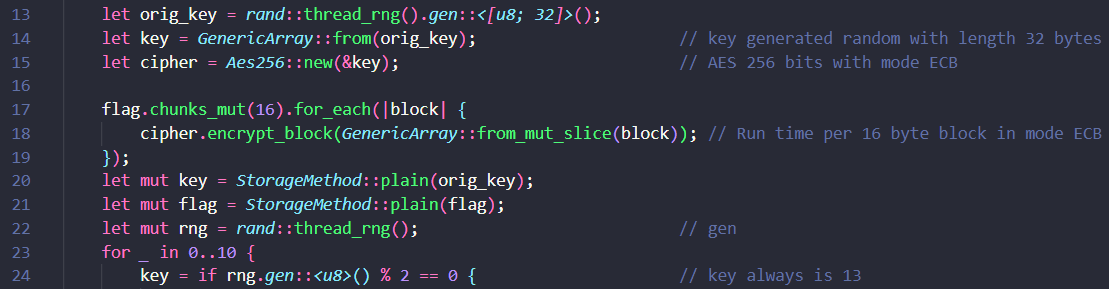 13 let orig_key = rand::thread_rng().gen::<[u8; 32]>();
14 let key = GenericArray::from(orig_key); // key generated random with length 32 bytes
15 let cipher = Aes256::new(&key); // AES 256 bits with mode ECB
16
17 flag.chunks_mut(16).for_each(|block| {
18 cipher.encrypt_block(GenericArray::from_mut_slice(block)); // Run time per 16 byte block in mode ECB
19 });
20 let mut key = StorageMethod::plain(orig_key);
21 let mut flag = StorageMethod::plain(flag);
22 let mut rng = rand::thread_rng(); // gen
23 for _ in 0..10 {
24 key = if rng.gen::<u8>() % 2 == 0 { // key always is 13